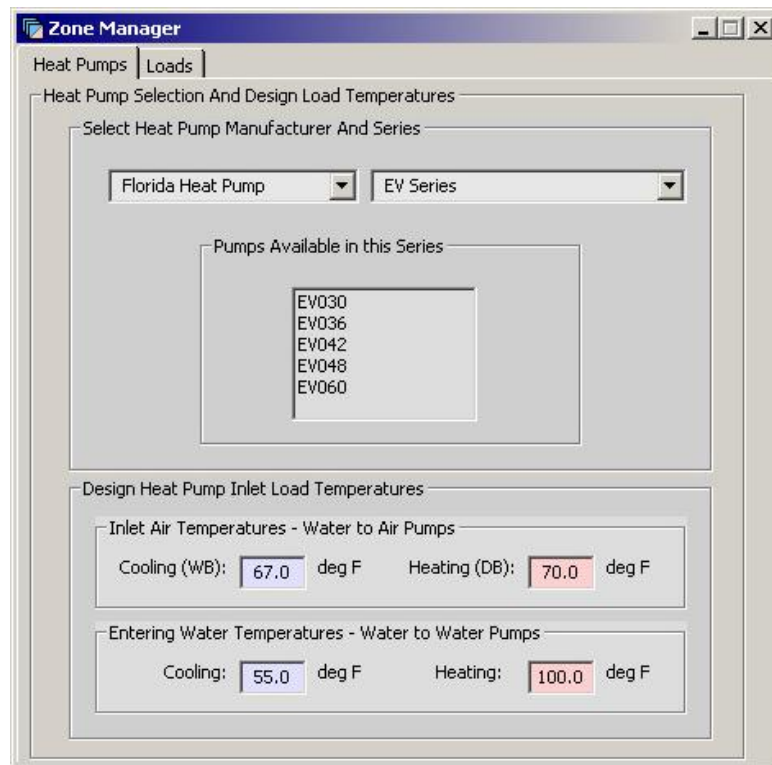 Zone Manager
Heat Pumps Loads
Heat Pump Selection And Design Load Temperatures
Select Heat Pump Manufacturer And Series
Florida Heat Pump EV Series
Pumps Available in this Series
EV030
EV036
EV042
EV048
EV060
Design Heat Pump Inlet Load Temperatures
Inlet Air Temperatures - Water to Air Pumps
Cooling (WB): 67.0 deg F Heating (DB): 70.0 deg F
Entering Water Temperatures - Water to Water Pumps
Cooling: 55.0 deg F Heating: 100.0 deg F